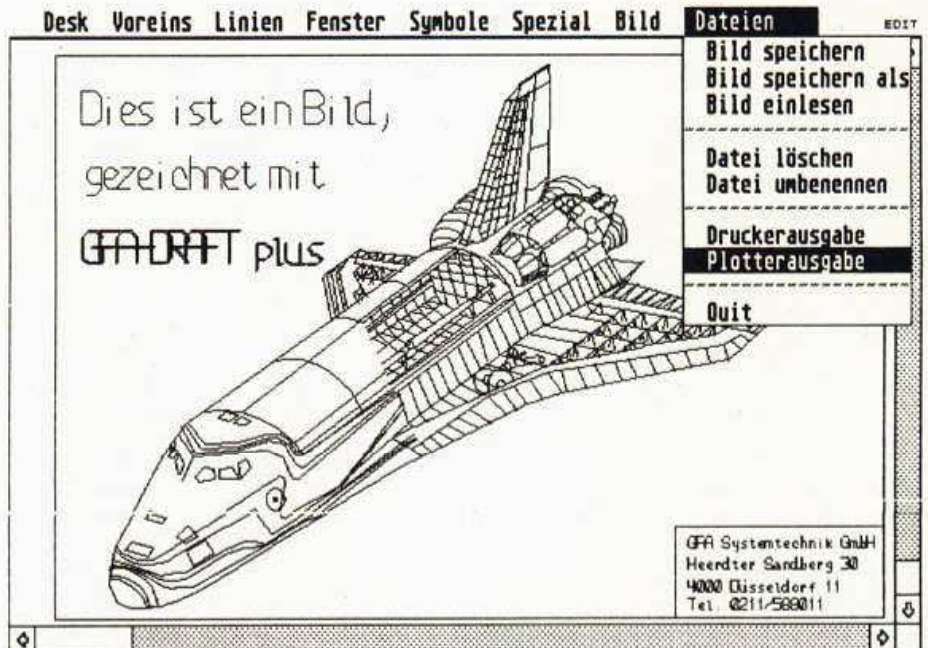 Desk Voreins Linien Fenster Symbole Spezial Bild Dateien EDIT
Bild speichern
Bild speichern als
Bild einlesen
Datei löschen
Datei umbenennen
Druckerausgabe
Plotterausgabe
Quit
Dies ist ein Bild,
gezeichnet mit
GFA-DRAFT plus
GFA Systemtechnik GmbH
Heerdter Sandberg 30
4000 Düsseldorf 11
Tel. 0211/588011